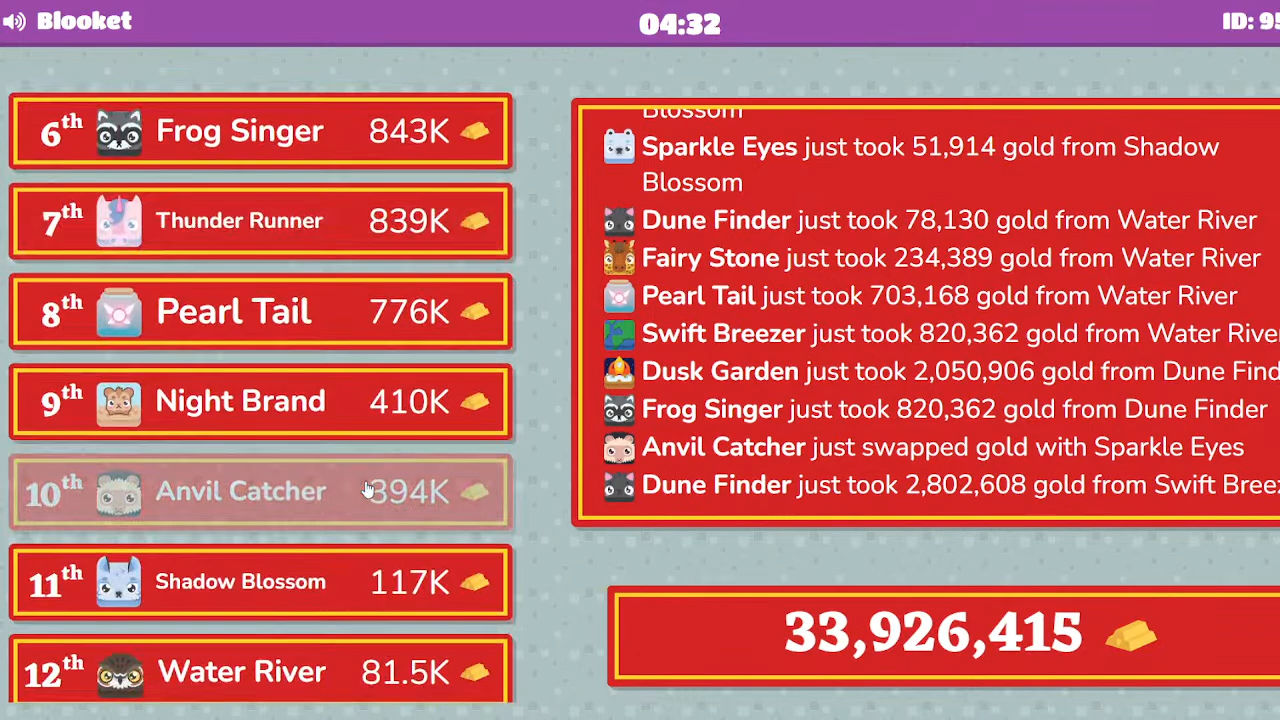 Blooket
04:32
ID: 95
6th Frog Singer 843K
7th Thunder Runner 839K
8th Pearl Tail 776K
9th Night Brand 410K
10th Anvil Catcher 394K
11th Shadow Blossom 117K
12th Water River 81.5K
Blossom
Sparkle Eyes just took 51,914 gold from Shadow
Blossom
Dune Finder just took 78,130 gold from Water River
Fairy Stone just took 234,389 gold from Water River
Pearl Tail just took 703,168 gold from Water River
Swift Breezer just took 820,362 gold from Water Rive
Dusk Garden just took 2,050,906 gold from Dune Find
Frog Singer just took 820,362 gold from Dune Finder
Anvil Catcher just swapped gold with Sparkle Eyes
Dune Finder just took 2,802,608 gold from Swift Breez
33,926,415